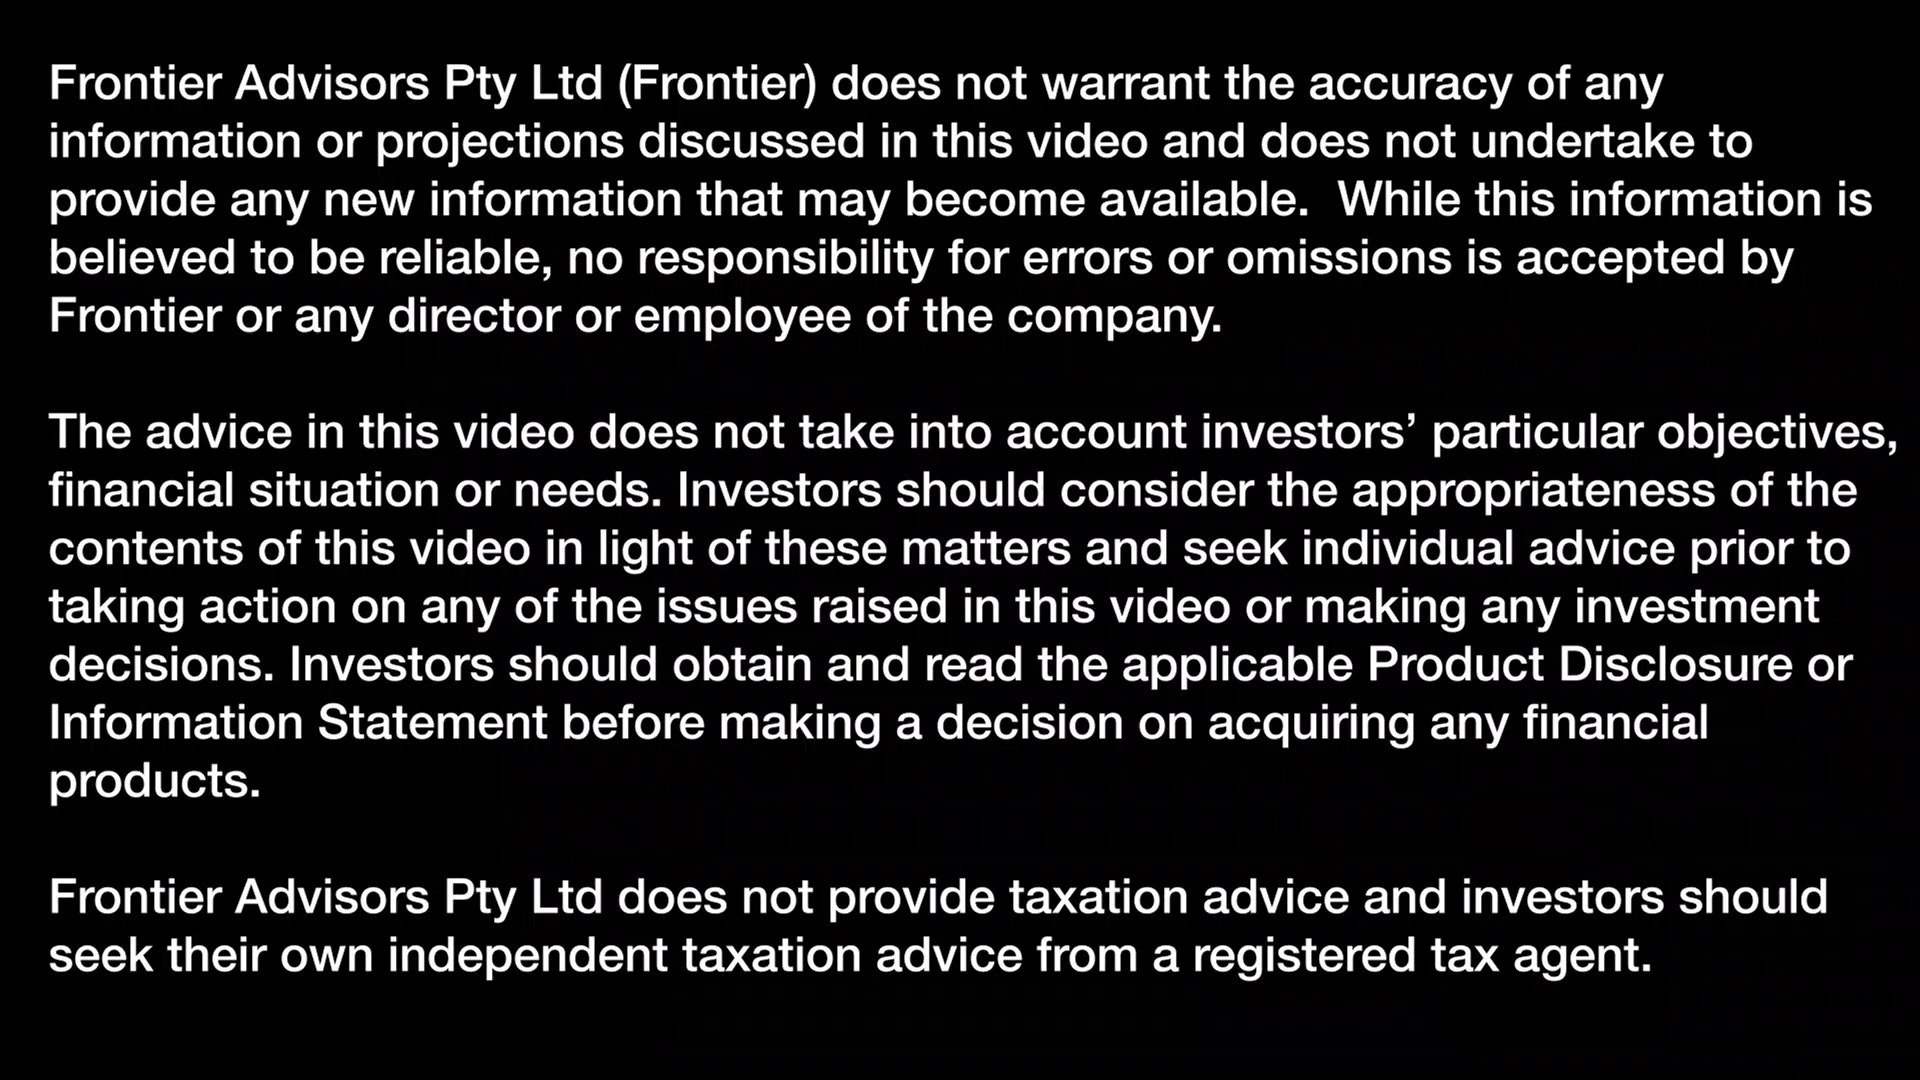 Frontier Advisors Pty Ltd (Frontier) does not warrant the accuracy of any
information or projections discussed in this video and does not undertake to
provide any new information that may become available.  While this information is
believed to be reliable, no responsibility for errors or omissions is accepted by
Frontier or any director or employee of the company.

The advice in this video does not take into account investors’ particular objectives,
financial situation or needs. Investors should consider the appropriateness of the
contents of this video in light of these matters and seek individual advice prior to
taking action on any of the issues raised in this video or making any investment
decisions. Investors should obtain and read the applicable Product Disclosure or
Information Statement before making a decision on acquiring any financial
products.

Frontier Advisors Pty Ltd does not provide taxation advice and investors should
seek their own independent taxation advice from a registered tax agent.